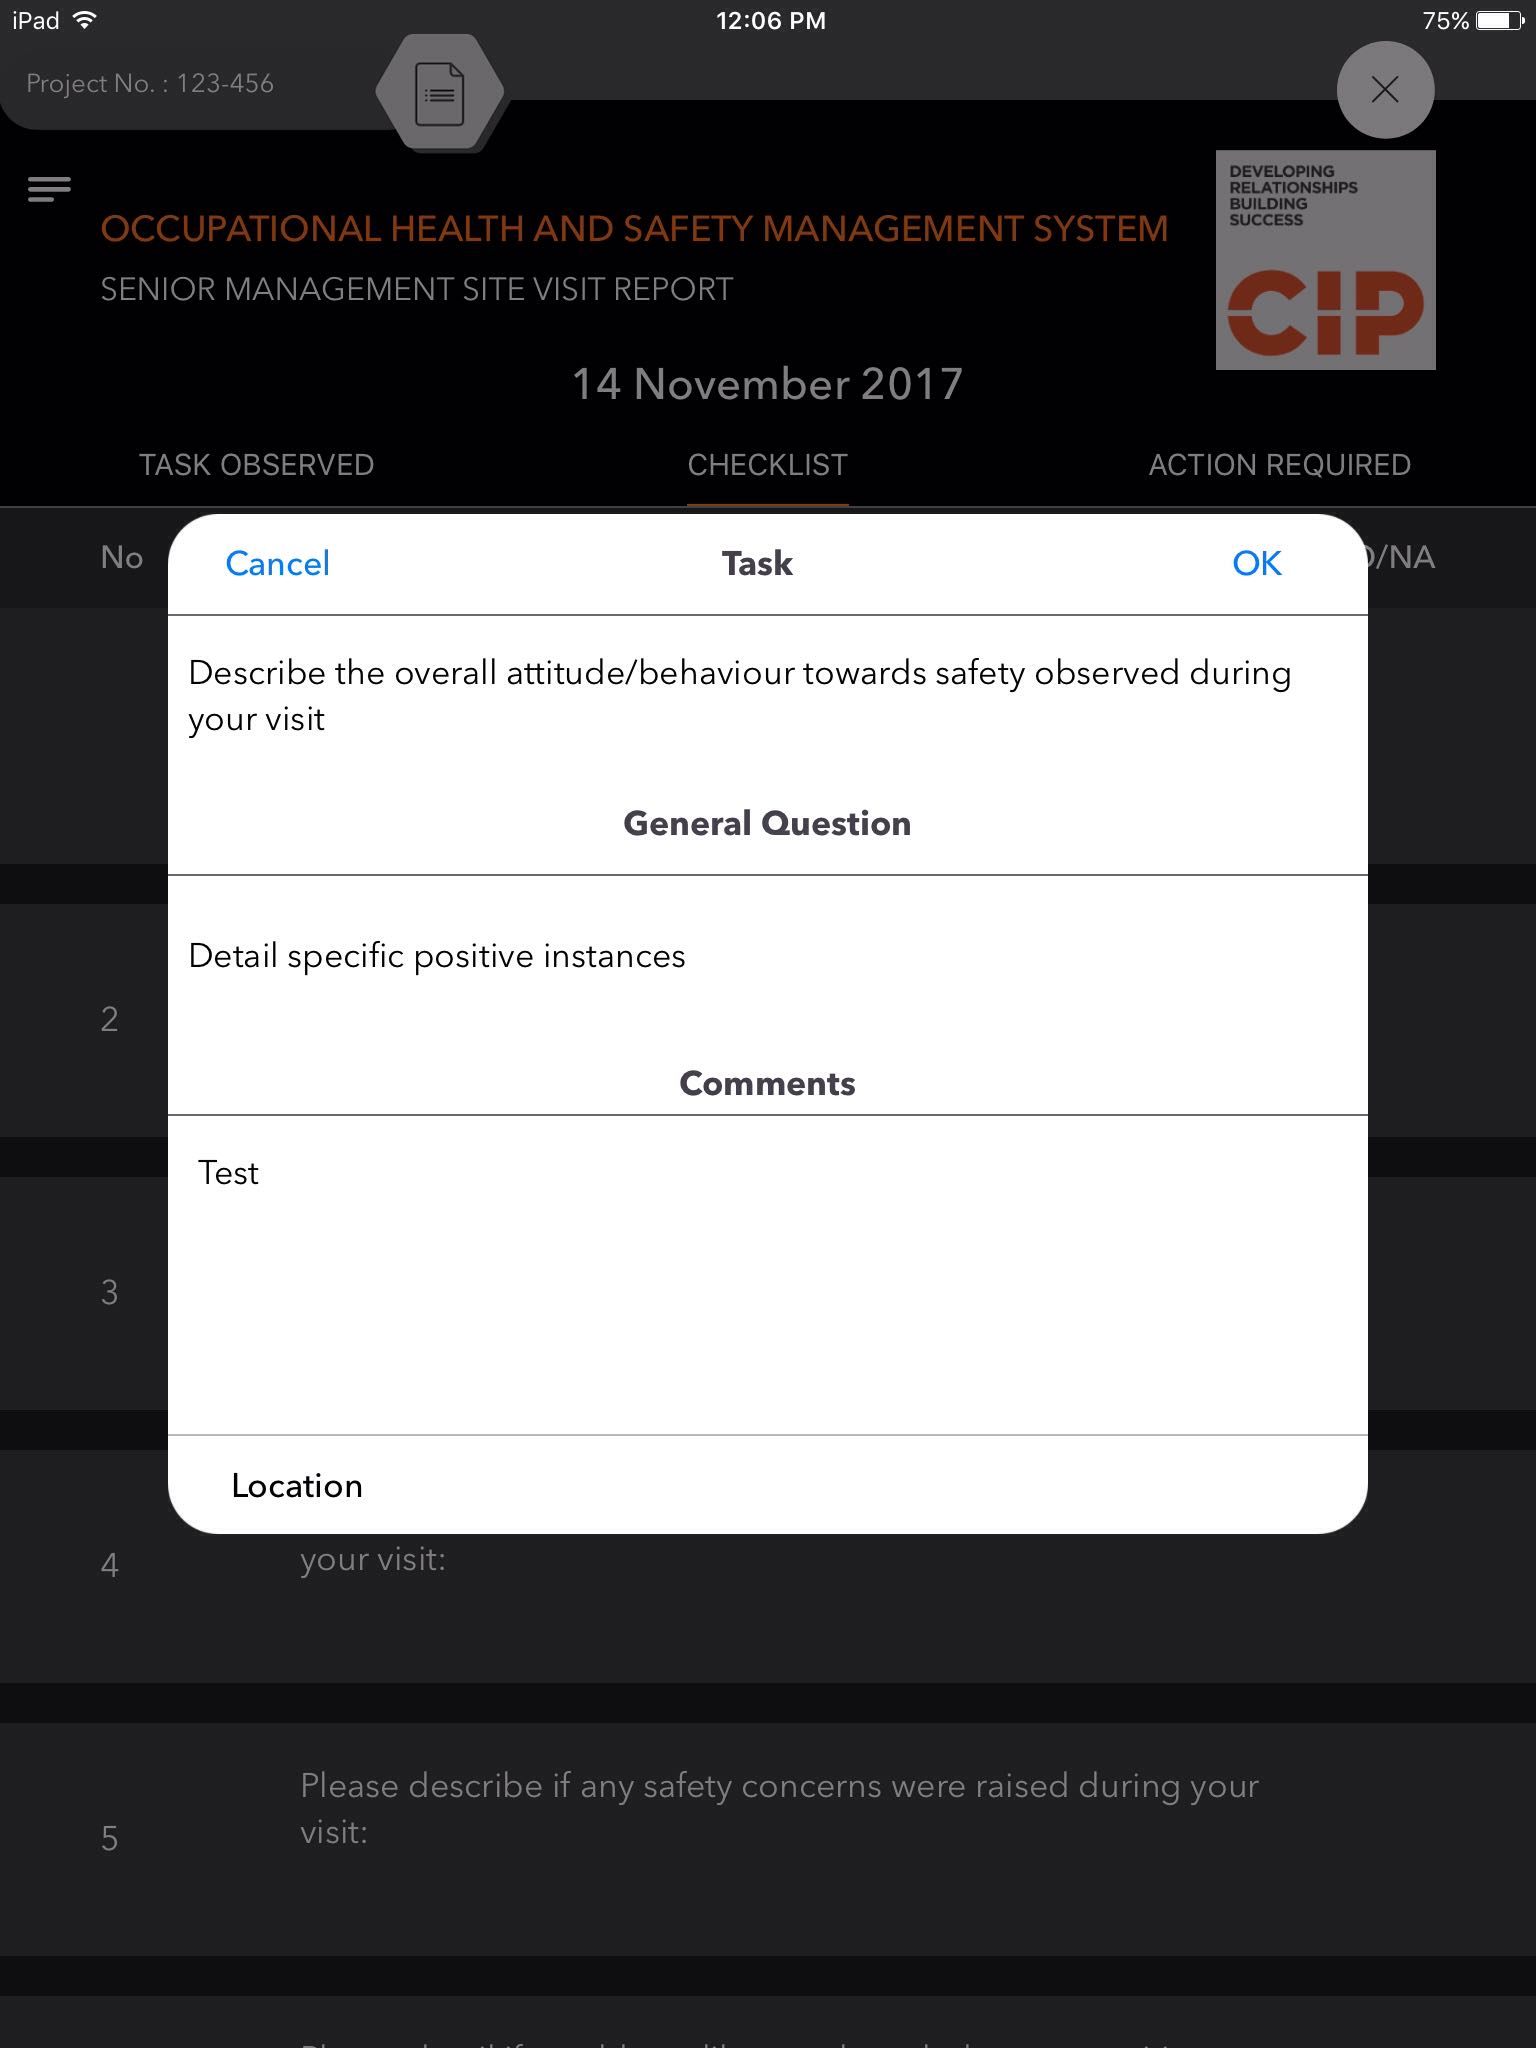 iPad 12:06 PM 75%
Project No. : 123-456
DEVELOPING
RELATIONSHIPS
BUILDING
SUCCESS
CIP
OCCUPATIONAL HEALTH AND SAFETY MANAGEMENT SYSTEM
SENIOR MANAGEMENT SITE VISIT REPORT
14 November 2017
TASK OBSERVED CHECKLIST ACTION REQUIRED
No /NA
Cancel Task OK
Describe the overall attitude/behaviour towards safety observed during
your visit
General Question
Detail specific positive instances
2
Comments
Test
3
Location
4 your visit:
Please describe if any safety concerns were raised during your
visit:
5